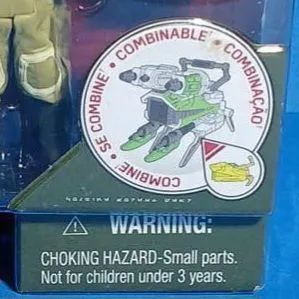 COMBINABLE! • COMBINAÇÃO! • COMBINE! • SE COMBINE!
WARNING:
CHOKING HAZARD-Small parts.
Not for children under 3 years.